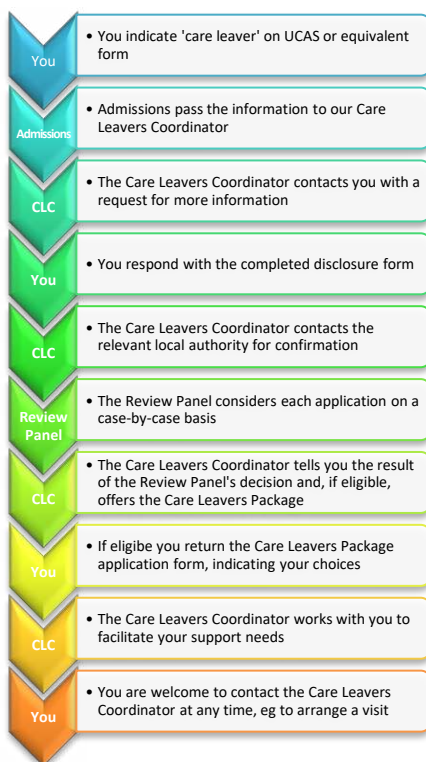 You
• You indicate 'care leaver' on UCAS or equivalent
form
Admissions
• Admissions pass the information to our Care
Leavers Coordinator
CLC
• The Care Leavers Coordinator contacts you with a
request for more information
You
• You respond with the completed disclosure form
CLC
• The Care Leavers Coordinator contacts the
relevant local authority for confirmation
Review
Panel
• The Review Panel considers each application on a
case-by-case basis
CLC
• The Care Leavers Coordinator tells you the result
of the Review Panel's decision and, if eligible,
offers the Care Leavers Package
You
• If eligibe you return the Care Leavers Package
application form, indicating your choices
CLC
• The Care Leavers Coordinator works with you to
facilitate your support needs
You
• You are welcome to contact the Care Leavers
Coordinator at any time, eg to arrange a visit